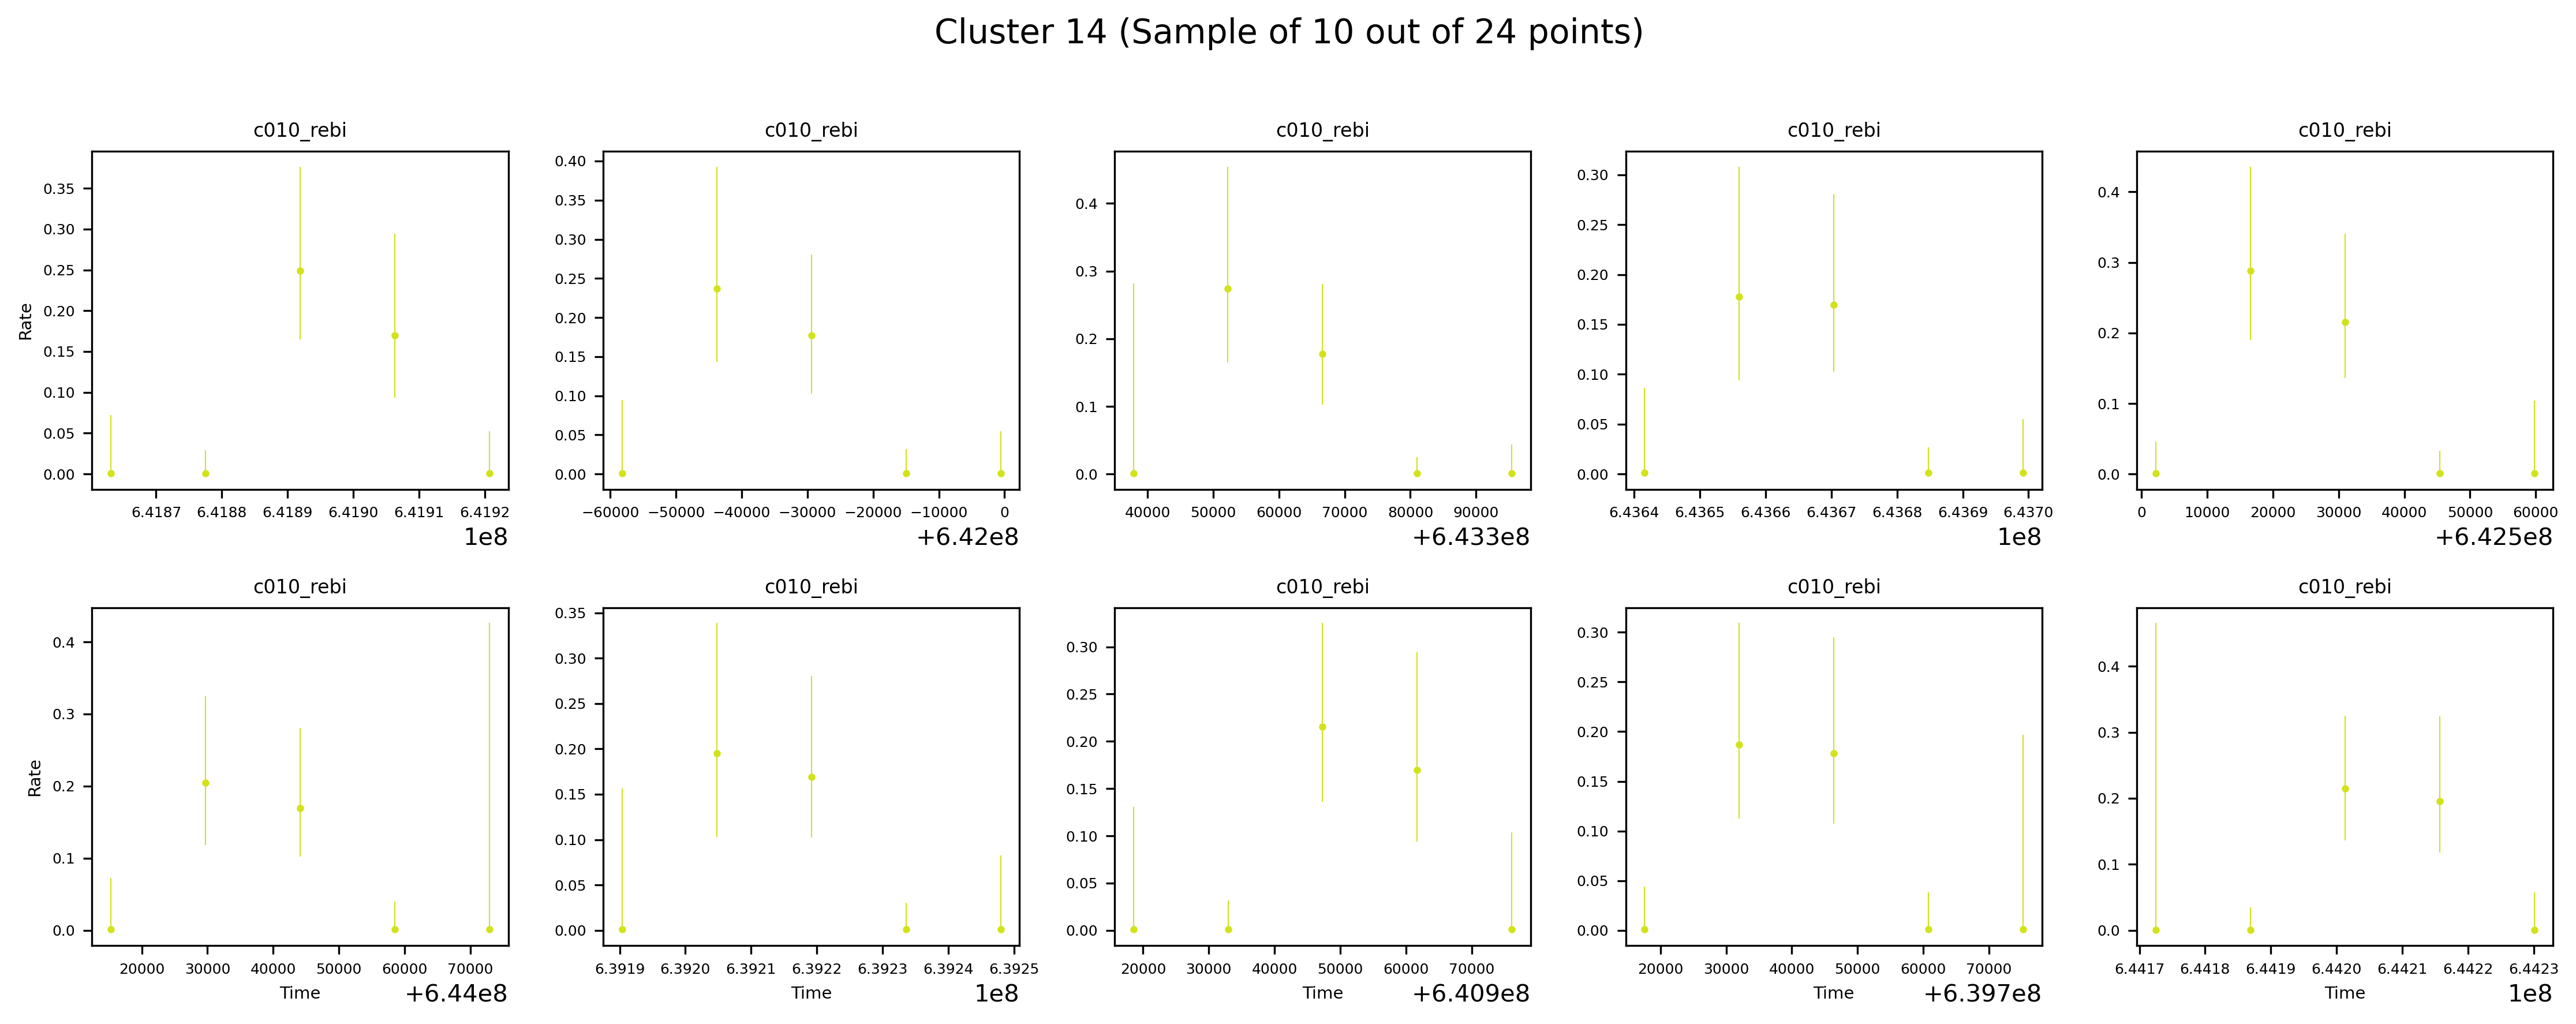 Cluster 14 (Sample of 10 out of 24 points)
c010_rebi c010_rebi c010_rebi c010_rebi c010_rebi
Rate
0.35 0.30 0.25 0.20 0.15 0.10 0.05 0.00
6.4187 6.4188 6.4189 6.4190 6.4191 6.4192
1e8
0.40 0.35 0.30 0.25 0.20 0.15 0.10 0.05 0.00
−60000 −50000 −40000 −30000 −20000 −10000 0
+6.42e8
0.4 0.3 0.2 0.1 0.0
40000 50000 60000 70000 80000 90000
+6.433e8
0.30 0.25 0.20 0.15 0.10 0.05 0.00
6.4364 6.4365 6.4366 6.4367 6.4368 6.4369 6.4370
1e8
0.4 0.3 0.2 0.1 0.0
0 10000 20000 30000 40000 50000 60000
+6.425e8
c010_rebi c010_rebi c010_rebi c010_rebi c010_rebi
Rate
0.4 0.3 0.2 0.1 0.0
20000 30000 40000 50000 60000 70000
Time +6.44e8
0.35 0.30 0.25 0.20 0.15 0.10 0.05 0.00
6.3919 6.3920 6.3921 6.3922 6.3923 6.3924 6.3925
Time 1e8
0.30 0.25 0.20 0.15 0.10 0.05 0.00
20000 30000 40000 50000 60000 70000
Time +6.409e8
0.30 0.25 0.20 0.15 0.10 0.05 0.00
20000 30000 40000 50000 60000 70000
Time +6.397e8
0.4 0.3 0.2 0.1 0.0
6.4417 6.4418 6.4419 6.4420 6.4421 6.4422 6.4423
Time 1e8